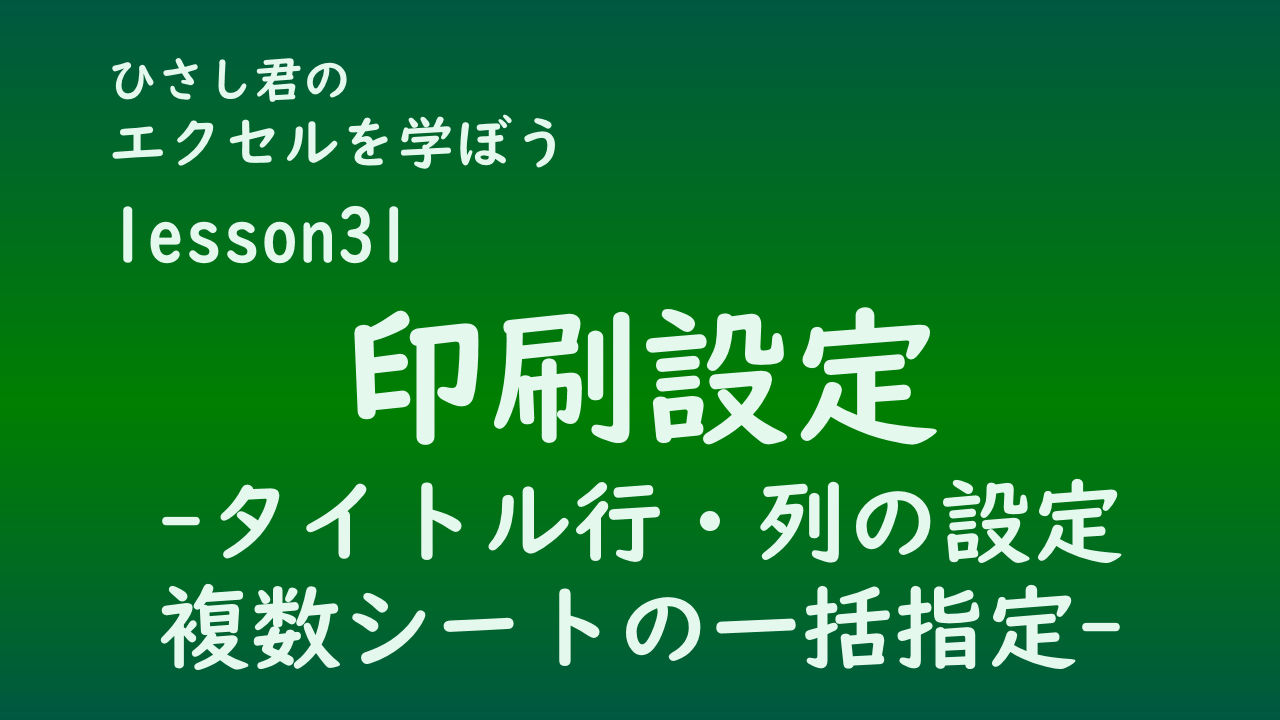 ひさし君の
エクセルを学ぼう
lesson31
印刷設定
-タイトル行・列の設定
複数シートの一括指定-